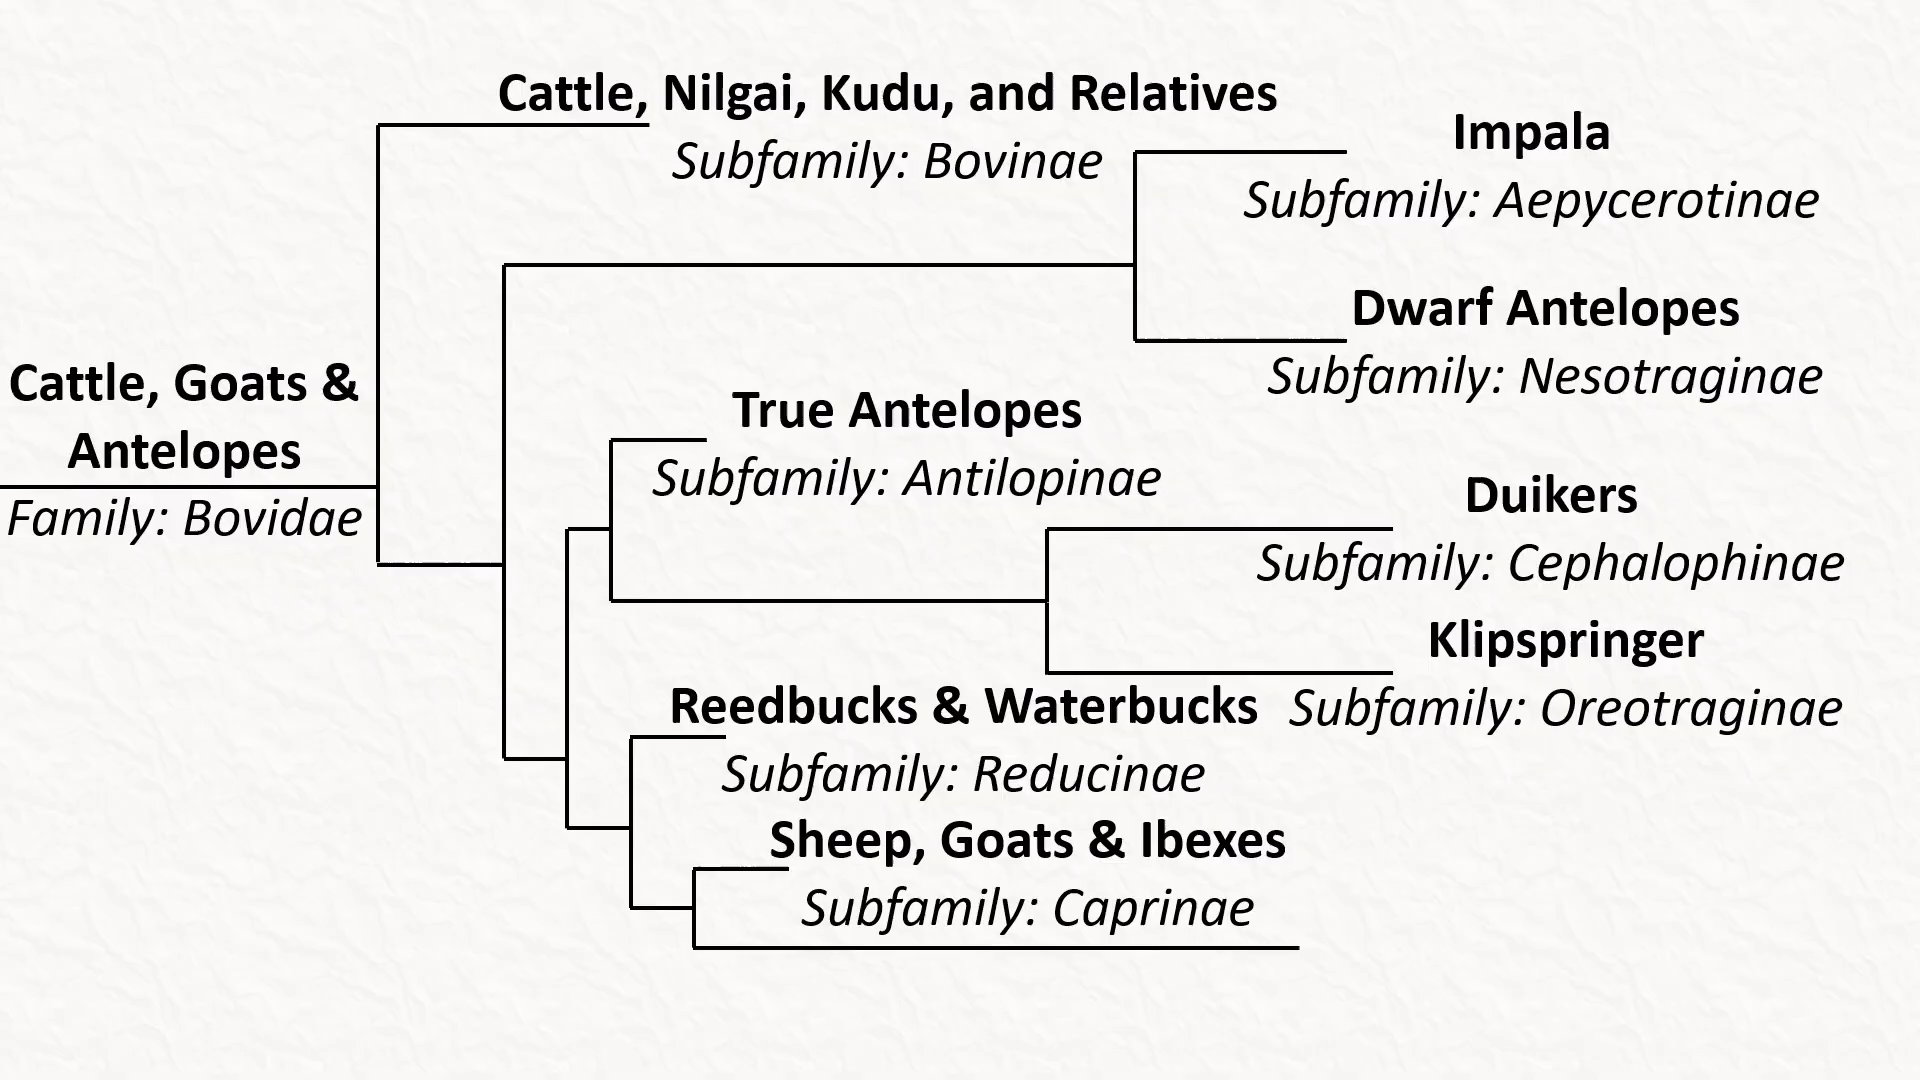 Cattle, Nilgai, Kudu, and Relatives
Subfamily: Bovinae
Impala
Subfamily: Aepycerotinae
Dwarf Antelopes
Subfamily: Nesotraginae
Cattle, Goats &
Antelopes
Family: Bovidae
True Antelopes
Subfamily: Antilopinae
Duikers
Subfamily: Cephalophinae
Klipspringer
Subfamily: Oreotraginae
Reedbucks & Waterbucks
Subfamily: Reducinae
Sheep, Goats & Ibexes
Subfamily: Caprinae